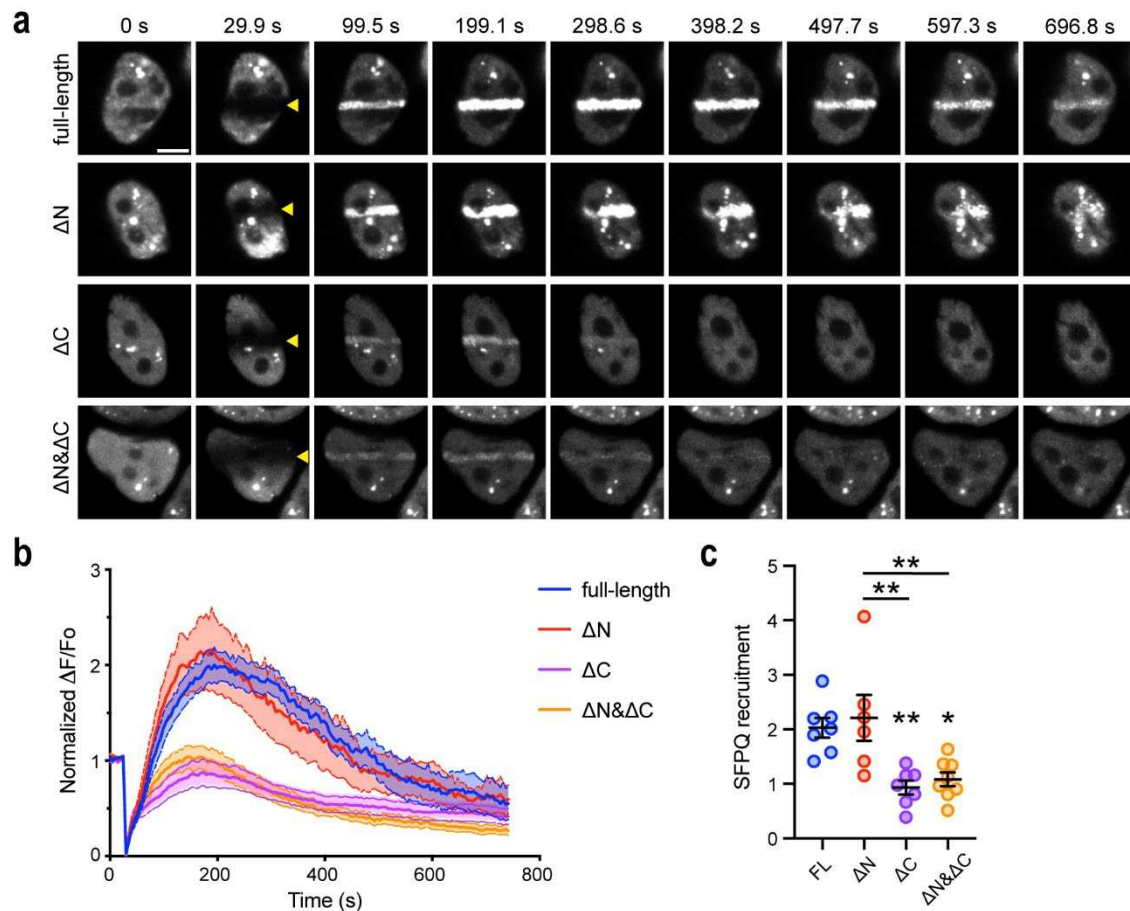 a
0 s 29.9 s 99.5 s 199.1 s 298.6 s 398.2 s 497.7 s 597.3 s 696.8 s
full-length
ΔN
ΔC
ΔN&ΔC
b
Normalized ΔF/Fo
3
2
1
0
0 200 400 600 800
Time (s)
full-length
ΔN
ΔC
ΔN&ΔC
c
SFPQ recruitment
5
4
3
2
1
0
**
**
** *
FL ΔN ΔC ΔN&ΔC